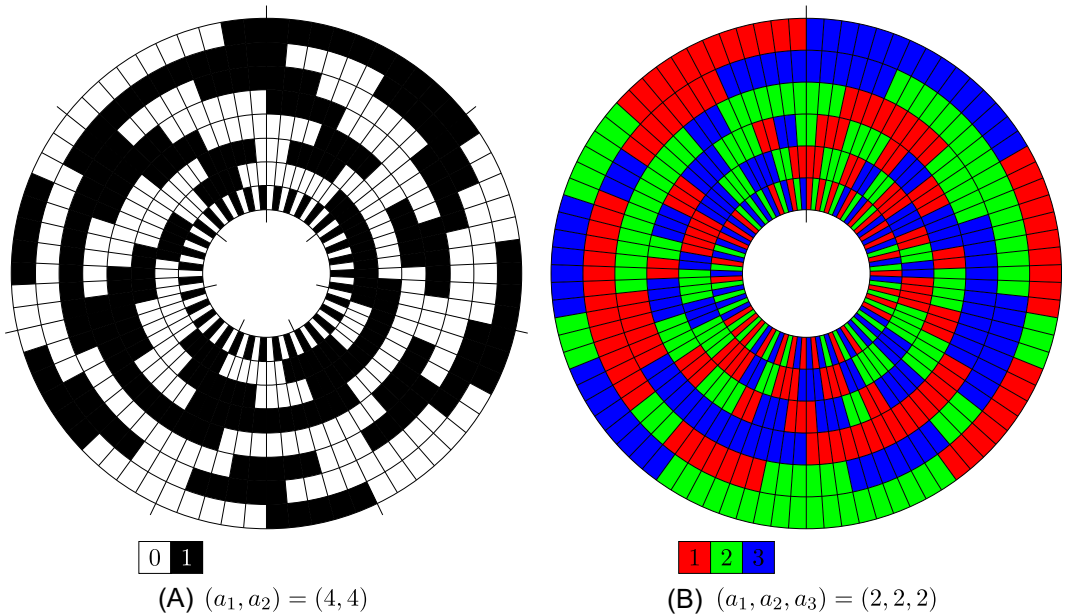 0 1
1 2 3
(A) (a₁, a₂) = (4, 4)
(B) (a₁, a₂, a₃) = (2, 2, 2)